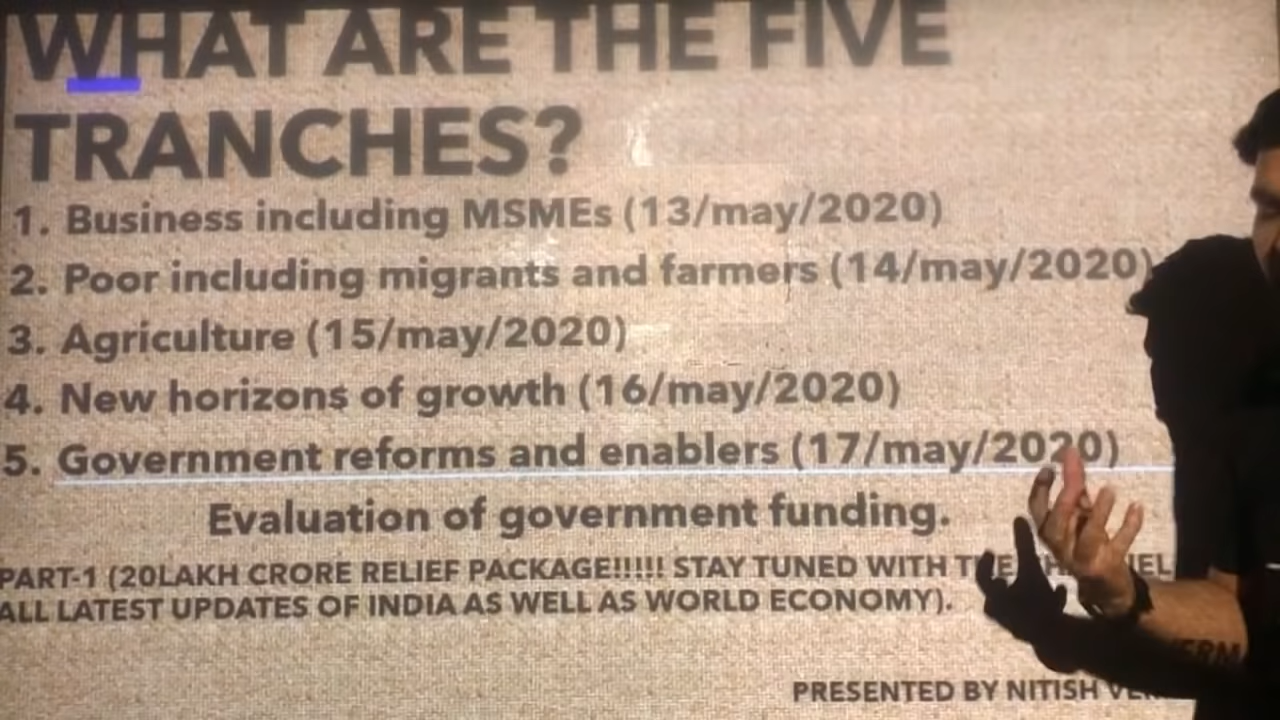 WHAT ARE THE FIVE
TRANCHES?
1. Business including MSMEs (13/may/2020)
2. Poor including migrants and farmers (14/may/2020)
3. Agriculture (15/may/2020)
4. New horizons of growth (16/may/2020)
5. Government reforms and enablers (17/may/2020)
Evaluation of government funding.
PART-1 (20LAKH CRORE RELIEF PACKAGE!!!!! STAY TUNED WITH
ALL LATEST UPDATES OF INDIA AS WELL AS WORLD ECONOMY).
PRESENTED BY NITISH